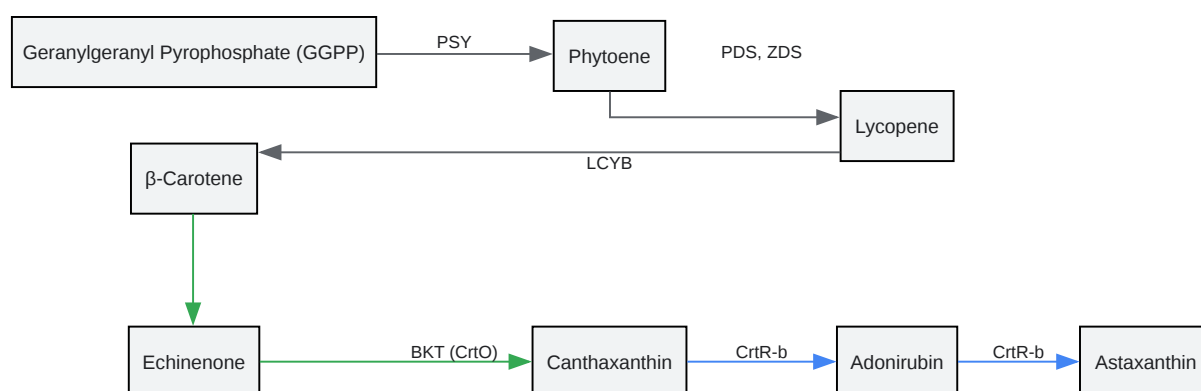 Geranylgeranyl Pyrophosphate (GGPP)
PSY
Phytoene
PDS, ZDS
Lycopene
LCYB
β-Carotene
Echinenone
BKT (CrtO)
Canthaxanthin
CrtR-b
Adonirubin
CrtR-b
Astaxanthin